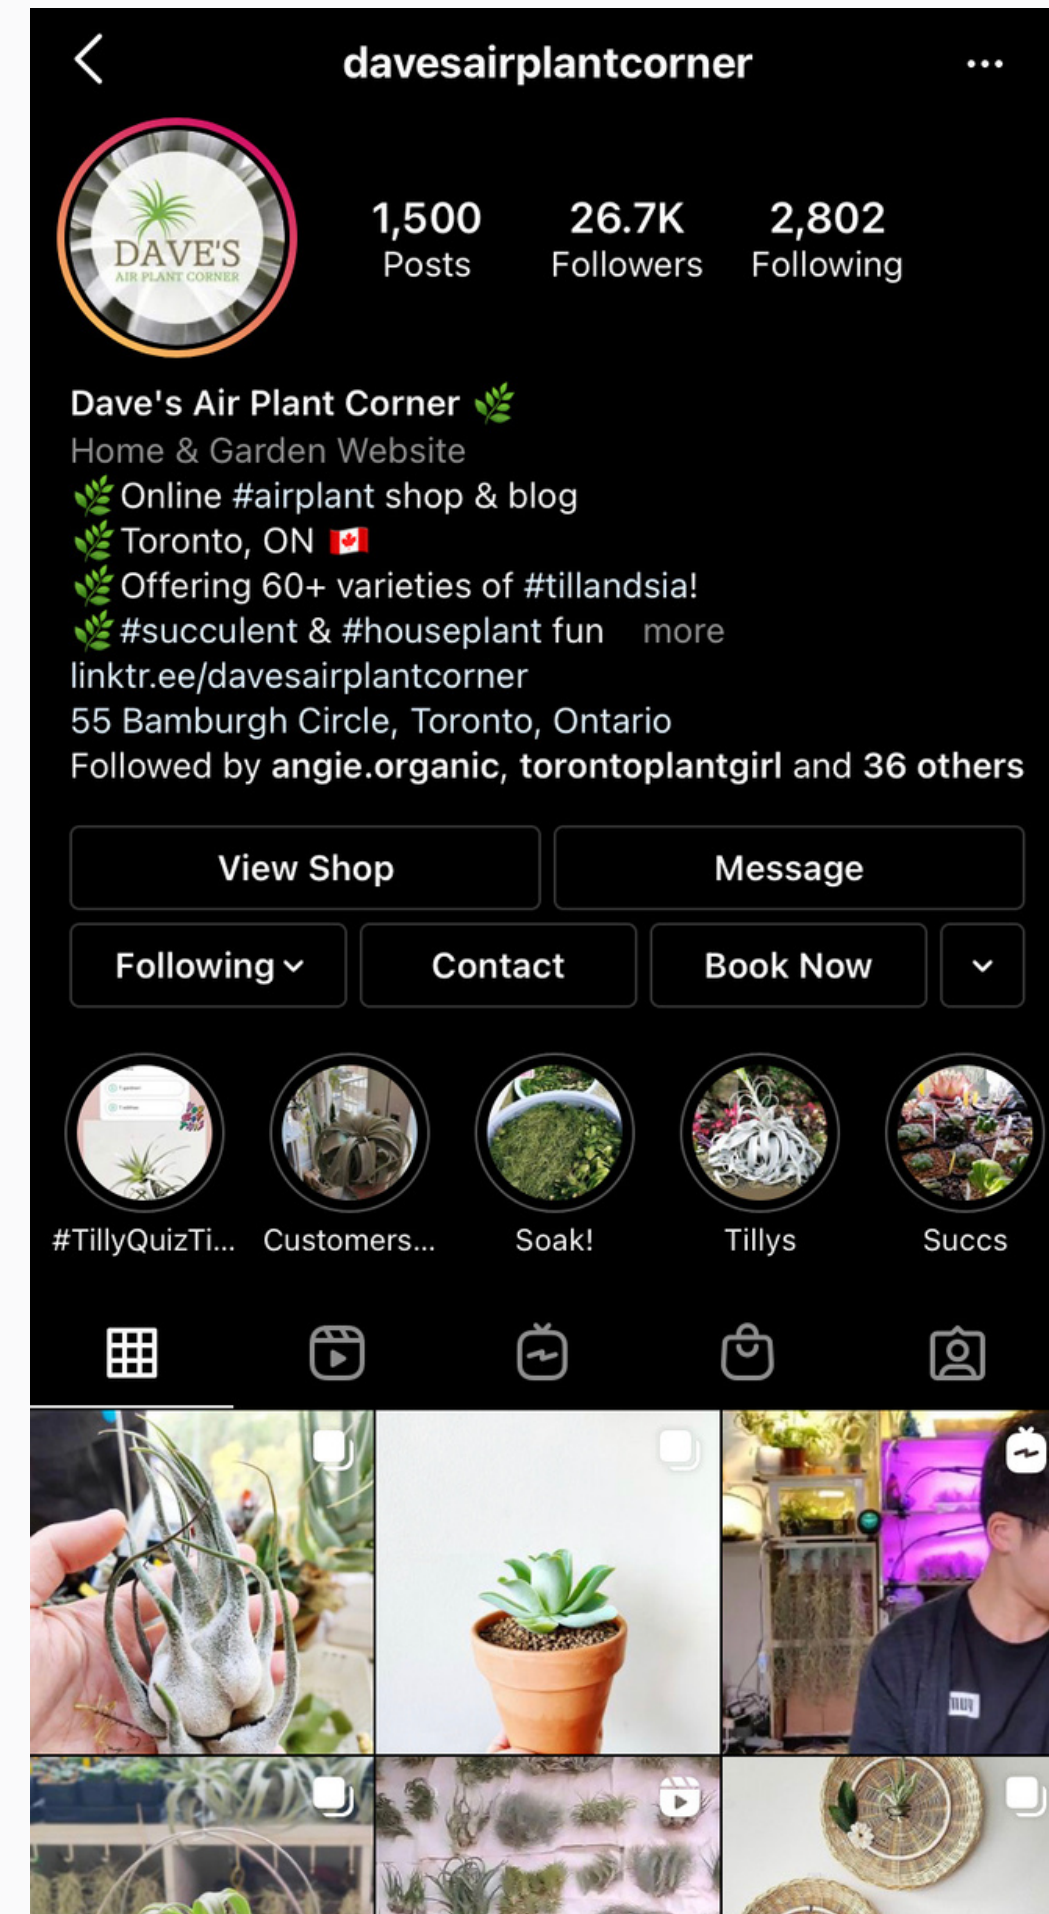 davesairplantcorner
DAVE'S
AIR PLANT CORNER
1,500
Posts
26.7K
Followers
2,802
Following
Dave's Air Plant Corner 🌿
Home & Garden Website
🌿Online #airplant shop & blog
🌿Toronto, ON 🇨🇦
🌿Offering 60+ varieties of #tillandsia!
🌿#succulent & #houseplant fun more
linktr.ee/davesairplantcorner
55 Bamburgh Circle, Toronto, Ontario
Followed by angie.organic, torontoplantgirl and 36 others
View Shop
Message
Following
Contact
Book Now
#TillyQuizTi...
Customers...
Soak!
Tillys
Succs